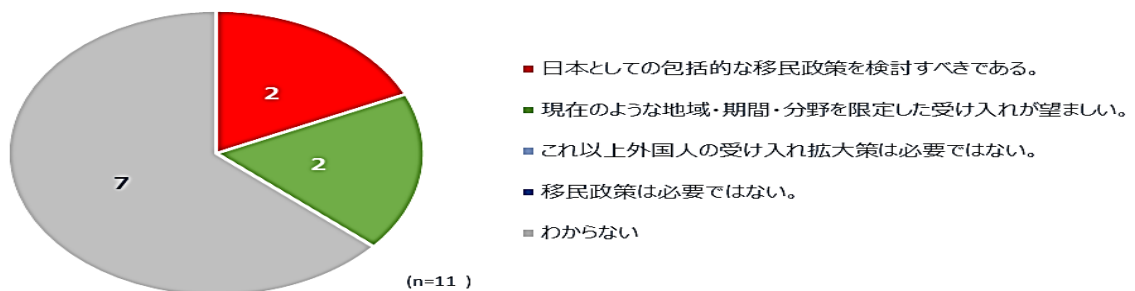 2
2
7
(n=11 )
日本としての包括的な移民政策を検討すべきである。
現在のような地域・期間・分野を限定した受け入れが望ましい。
これ以上外国人の受け入れ拡大策は必要ではない。
移民政策は必要ではない。
わからない